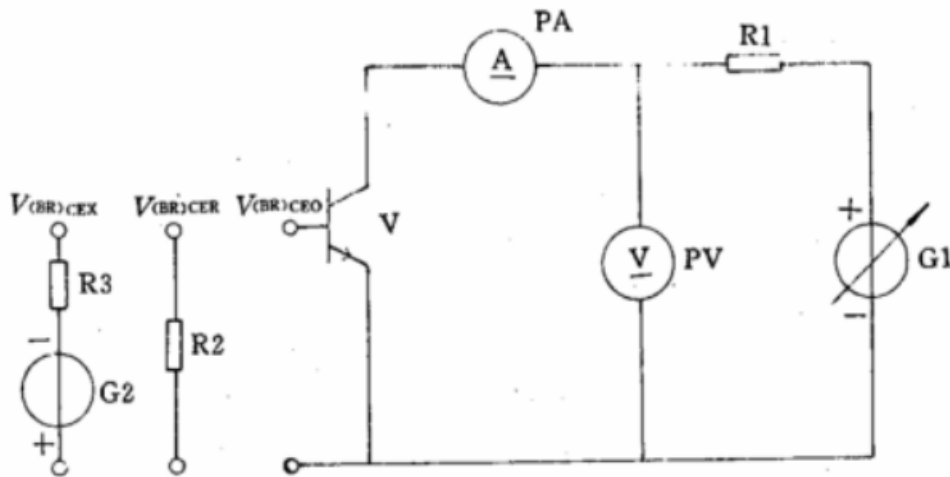 PA
A
R1
V(BR)CEX
V(BR)CER
V(BR)CEO
V
+
R3
V
PV
G1
−
R2
−
G2
+